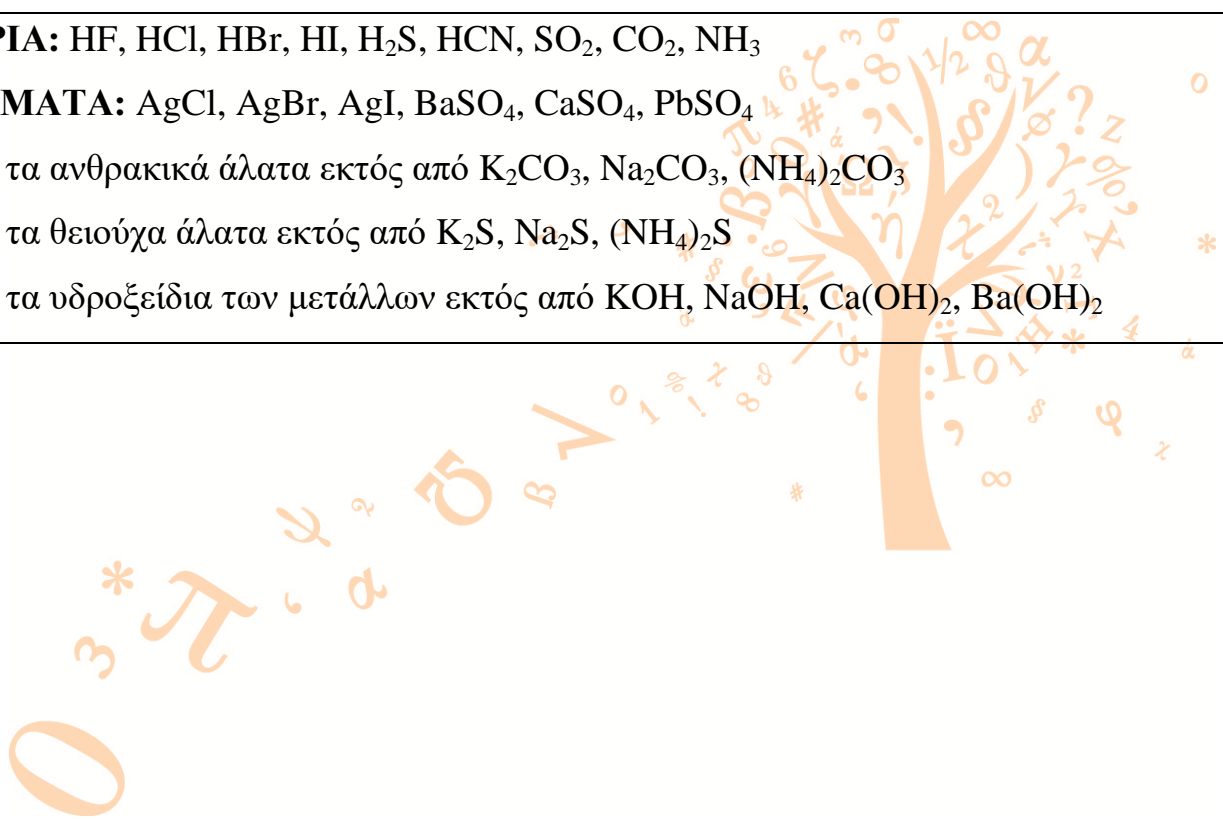 ΡΙΑ: HF, HCl, HBr, HI, H₂S, HCN, SO₂, CO₂, NH₃
ΜΑΤΑ: AgCl, AgBr, AgI, BaSO₄, CaSO₄, PbSO₄
τα ανθρακικά άλατα εκτός από K₂CO₃, Na₂CO₃, (NH₄)₂CO₃
τα θειούχα άλατα εκτός από K₂S, Na₂S, (NH₄)₂S
τα υδροξείδια των μετάλλων εκτός από KOH, NaOH, Ca(OH)₂, Ba(OH)₂